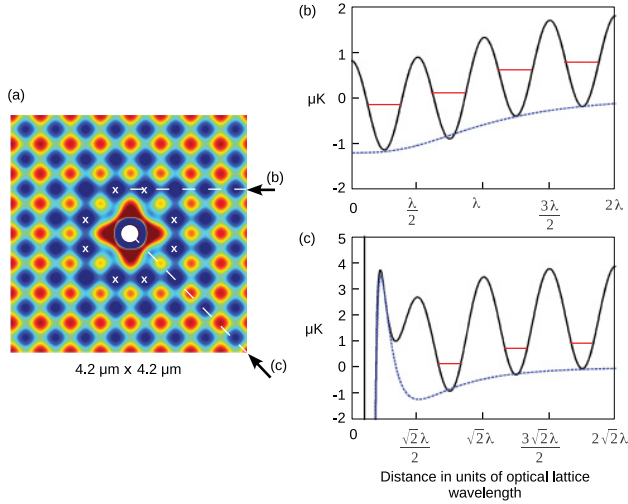 (a)
(b)
(c)
4.2 μm x 4.2 μm
x x
x x
x x
x x
(b)
2
1
μK
0
-1
-2
0 λ/2 λ 3λ/2 2λ
(c)
5
4
3
μK
2
1
0
-1
-2
0 √2λ/2 √2λ 3√2λ/2 2√2λ
Distance in units of optical lattice
wavelength